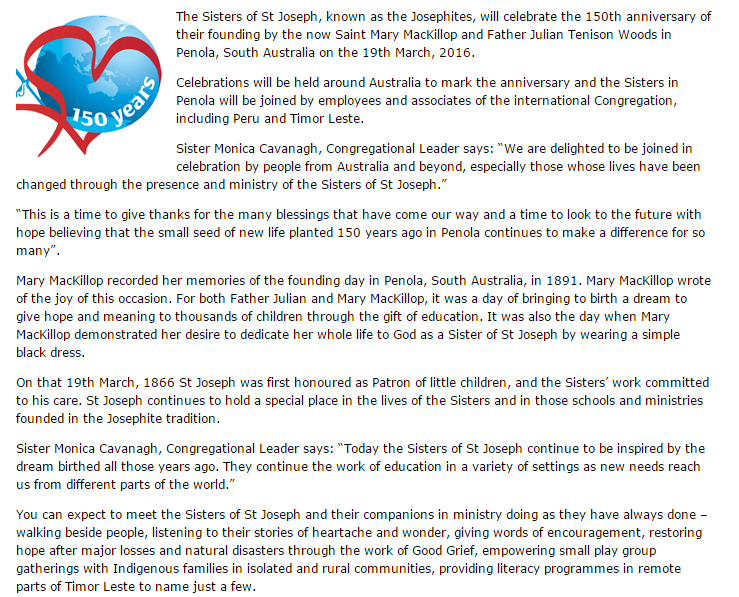 The Sisters of St Joseph, known as the Josephites, will celebrate the 150th anniversary of
their founding by the now Saint Mary MacKillop and Father Julian Tenison Woods in
Penola, South Australia on the 19th March, 2016.
150 years
Celebrations will be held around Australia to mark the anniversary and the Sisters in
Penola will be joined by employees and associates of the international Congregation,
including Peru and Timor Leste.
Sister Monica Cavanagh, Congregational Leader says: “We are delighted to be joined in
celebration by people from Australia and beyond, especially those whose lives have been
changed through the presence and ministry of the Sisters of St Joseph.”
“This is a time to give thanks for the many blessings that have come our way and a time to look to the future with
hope believing that the small seed of new life planted 150 years ago in Penola continues to make a difference for so
many”.
Mary MacKillop recorded her memories of the founding day in Penola, South Australia, in 1891. Mary MacKillop wrote
of the joy of this occasion. For both Father Julian and Mary MacKillop, it was a day of bringing to birth a dream to
give hope and meaning to thousands of children through the gift of education. It was also the day when Mary
MacKillop demonstrated her desire to dedicate her whole life to God as a Sister of St Joseph by wearing a simple
black dress.
On that 19th March, 1866 St Joseph was first honoured as Patron of little children, and the Sisters’ work committed
to his care. St Joseph continues to hold a special place in the lives of the Sisters and in those schools and ministries
founded in the Josephite tradition.
Sister Monica Cavanagh, Congregational Leader says: “Today the Sisters of St Joseph continue to be inspired by the
dream birthed all those years ago. They continue the work of education in a variety of settings as new needs reach
us from different parts of the world.”
You can expect to meet the Sisters of St Joseph and their companions in ministry doing as they have always done –
walking beside people, listening to their stories of heartache and wonder, giving words of encouragement, restoring
hope after major losses and natural disasters through the work of Good Grief, empowering small play group
gatherings with Indigenous families in isolated and rural communities, providing literacy programmes in remote
parts of Timor Leste to name just a few.